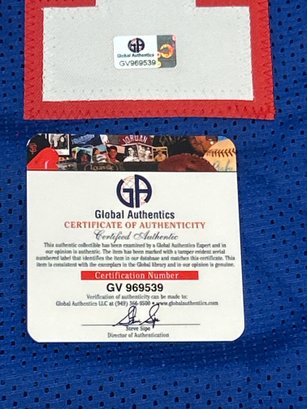 GA
Global Authentics
GV969539
JORDAN
GA
Global Authentics
CERTIFICATE OF AUTHENTICITY
Certified Authentic
This authentic collectible has been examined by a Global Authentics Expert and in
our opinion is authentic. The item has been marked with a tamper evident serial
numbered label that identifies the item in our database and matches this certificate. This
item is consistent with the exemplars in the Global library and in our opinion is genuine.
Certification Number
GV 969539
Verification of authenticity can be made to:
Global Authentics LLC at (949) 366-9500 • www.globalauthentics.com
Steve Sipe
Director of Authentication